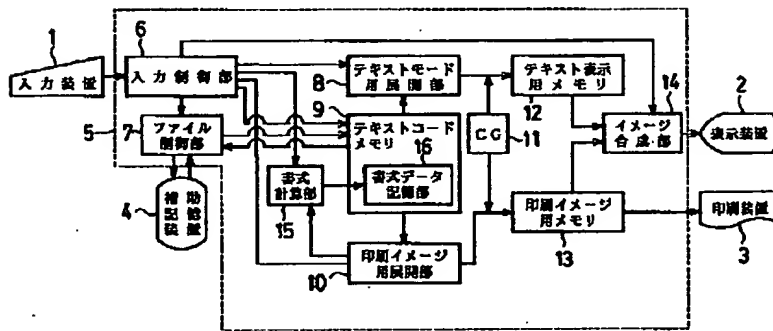 1
入力装置
6
入力制御部
5
7
ファイル
制御部
4
補助
記憶
装置
8
テキストモード
用展開部
9
テキストコード
メモリ
16
書式データ
記憶部
書式
計算部
15
10
印刷イメージ
用展開部
CG
11
テキスト表示
用メモリ
12
印刷イメージ
用メモリ
13
14
イメージ
合成部
2
表示装置
印刷装置
3